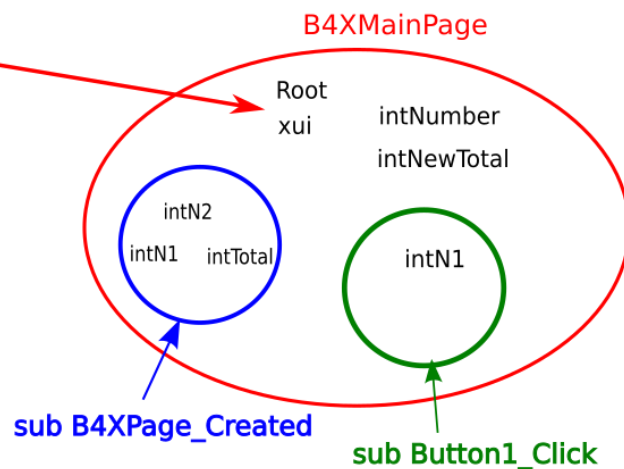 B4XMainPage
Root
xui
intNumber
intNewTotal
intN2
intN1
intTotal
intN1
sub B4XPage_Created
sub Button1_Click